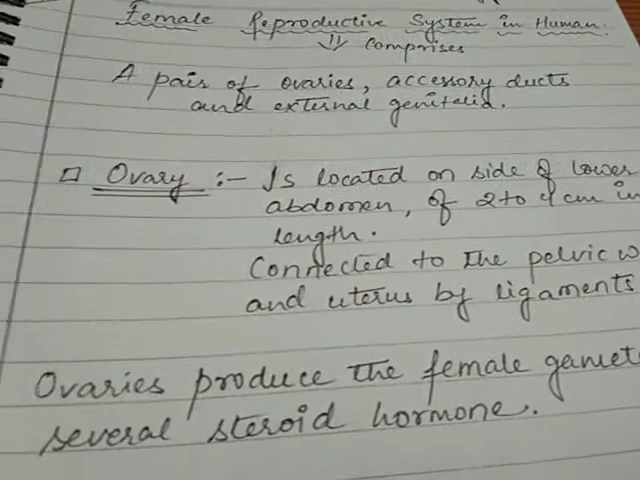 Female Reproductive System in Human.
⇓ Comprises
A pair of ovaries, accessory ducts
and external genitalia.
□ Ovary :- Is located on side of lower
abdomen, of 2 to 4 cm in
length.
Connected to the pelvic w
and uterus by ligaments
Ovaries produce the female gamet
several steroid hormone.